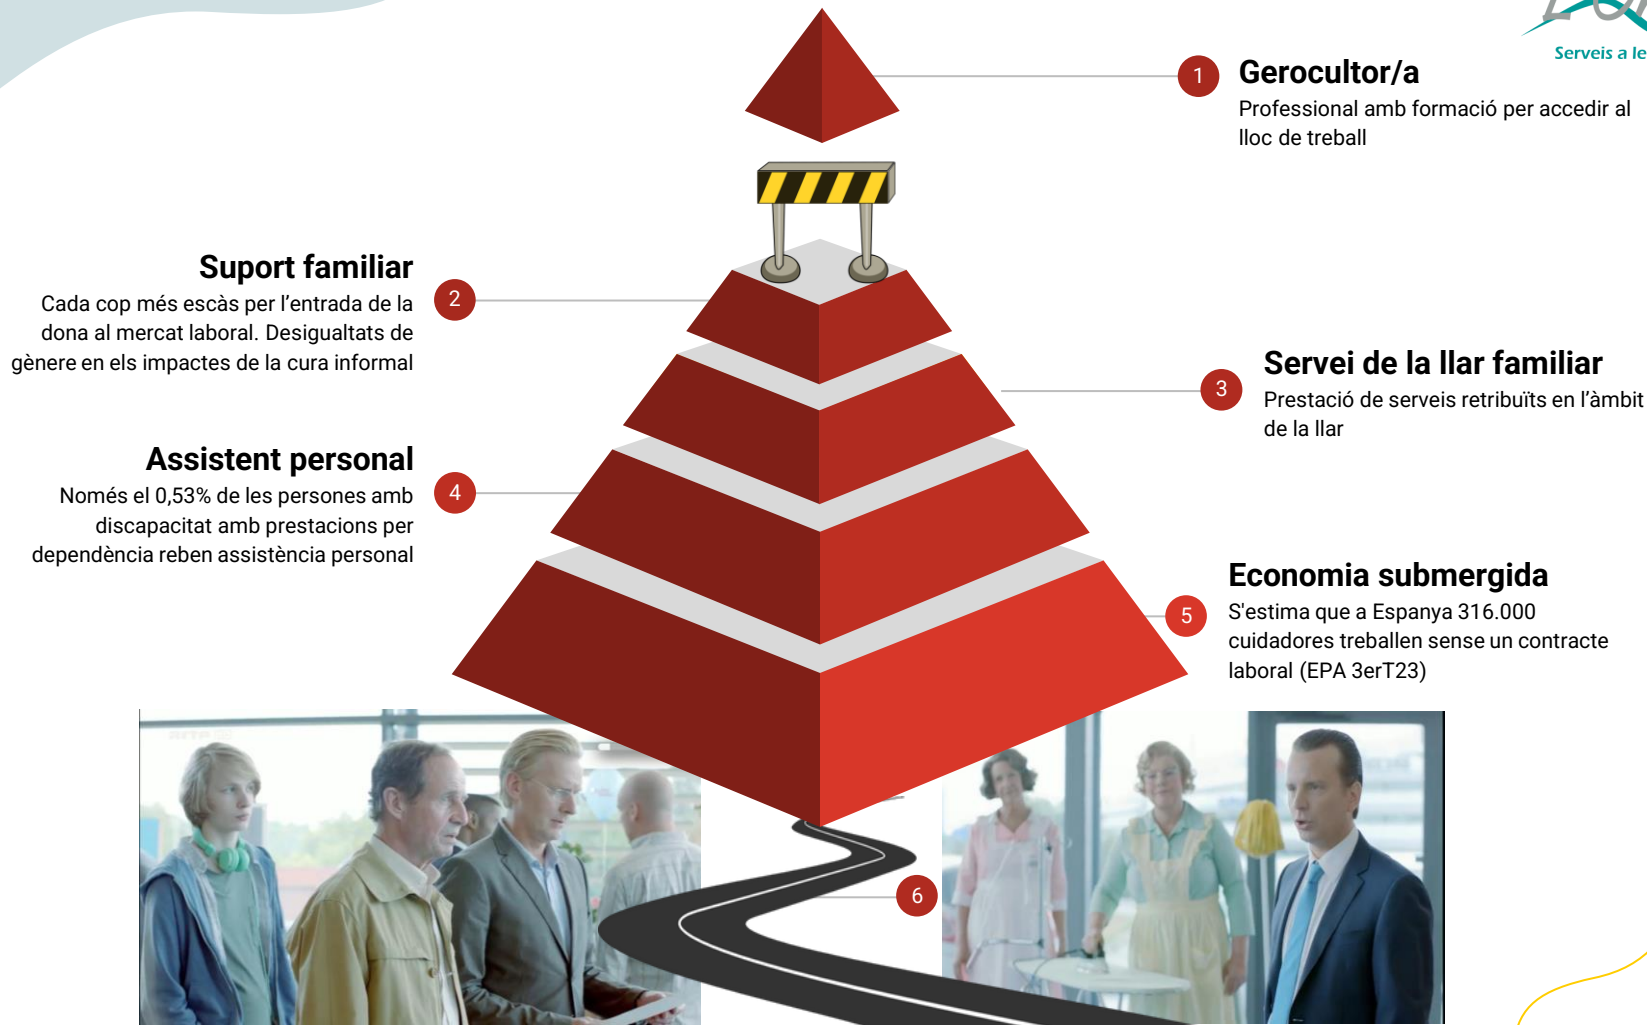 Serveis a le
1
Gerocultor/a
Professional amb formació per accedir al
lloc de treball
Suport familiar
2
Cada cop més escàs per l'entrada de la
dona al mercat laboral. Desigualtats de
gènere en els impactes de la cura informal
3
Servei de la llar familiar
Prestació de serveis retribuïts en l'àmbit
de la llar
Assistent personal
4
Només el 0,53% de les persones amb
discapacitat amb prestacions per
dependència reben assistència personal
5
Economia submergida
S'estima que a Espanya 316.000
cuidadores treballen sense un contracte
laboral (EPA 3erT23)
6